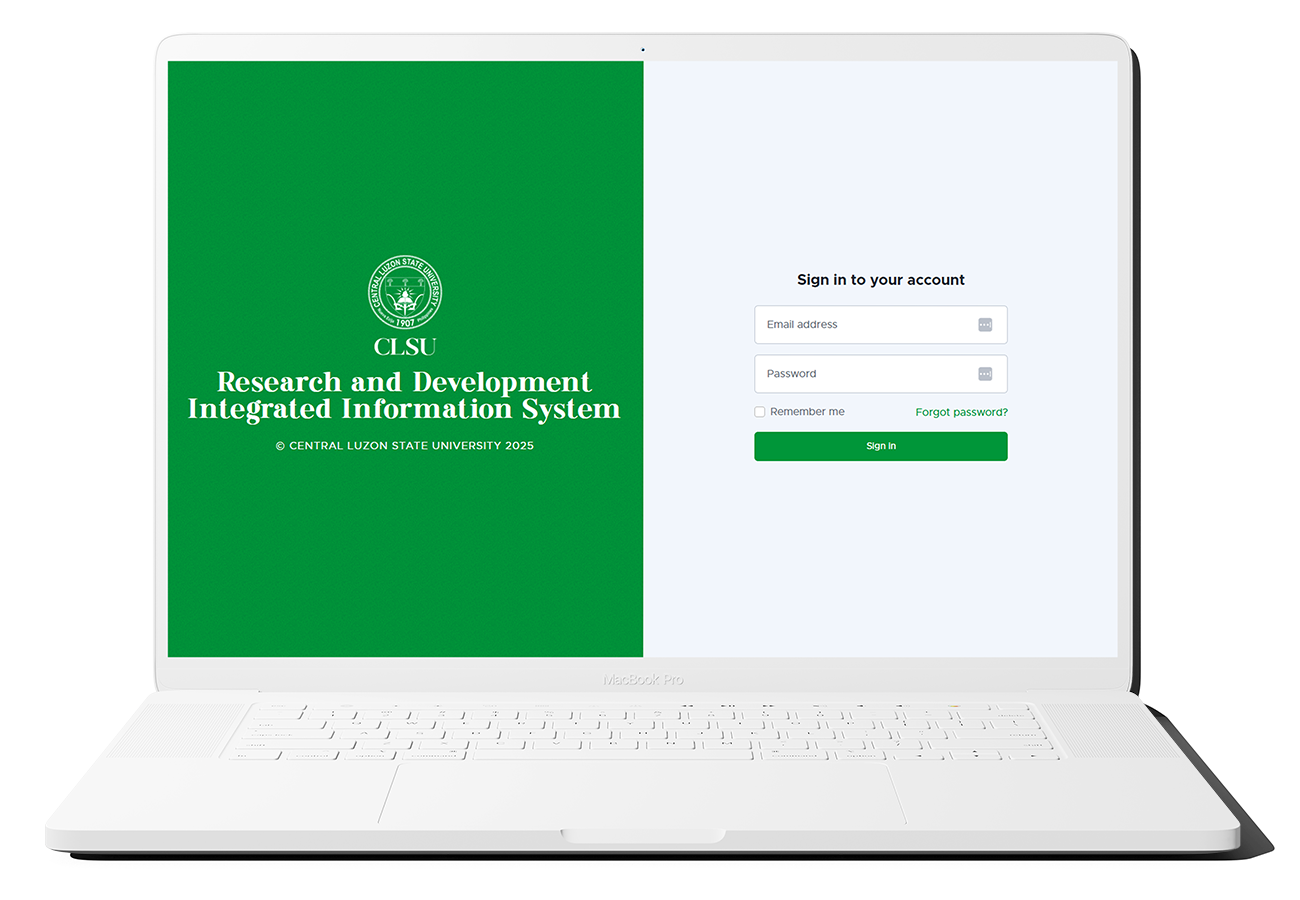 CENTRAL LUZON STATE UNIVERSITY
1907
CLSU
Research and Development
Integrated Information System
© CENTRAL LUZON STATE UNIVERSITY 2025
Sign in to your account
Email address
Password
Remember me
Forgot password?
Sign in
MacBook Pro